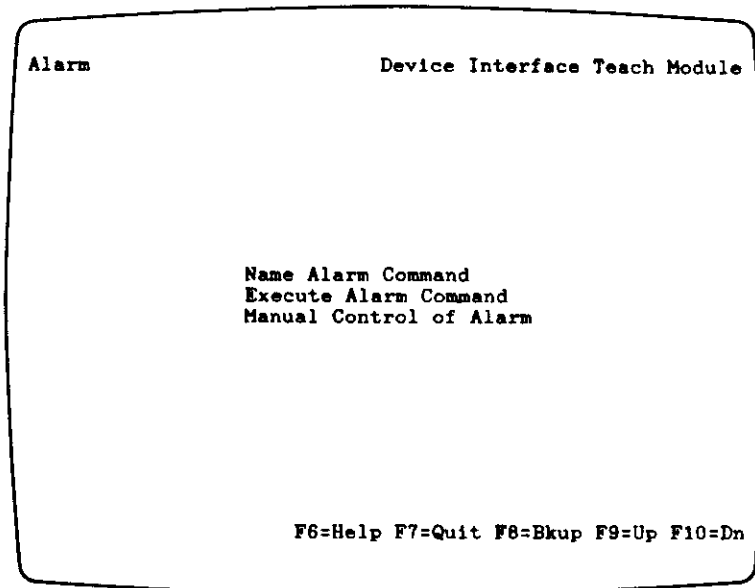 Alarm Device Interface Teach Module
Name Alarm Command
Execute Alarm Command
Manual Control of Alarm
F6=Help F7=Quit F8=Bkup F9=Up F10=Dn